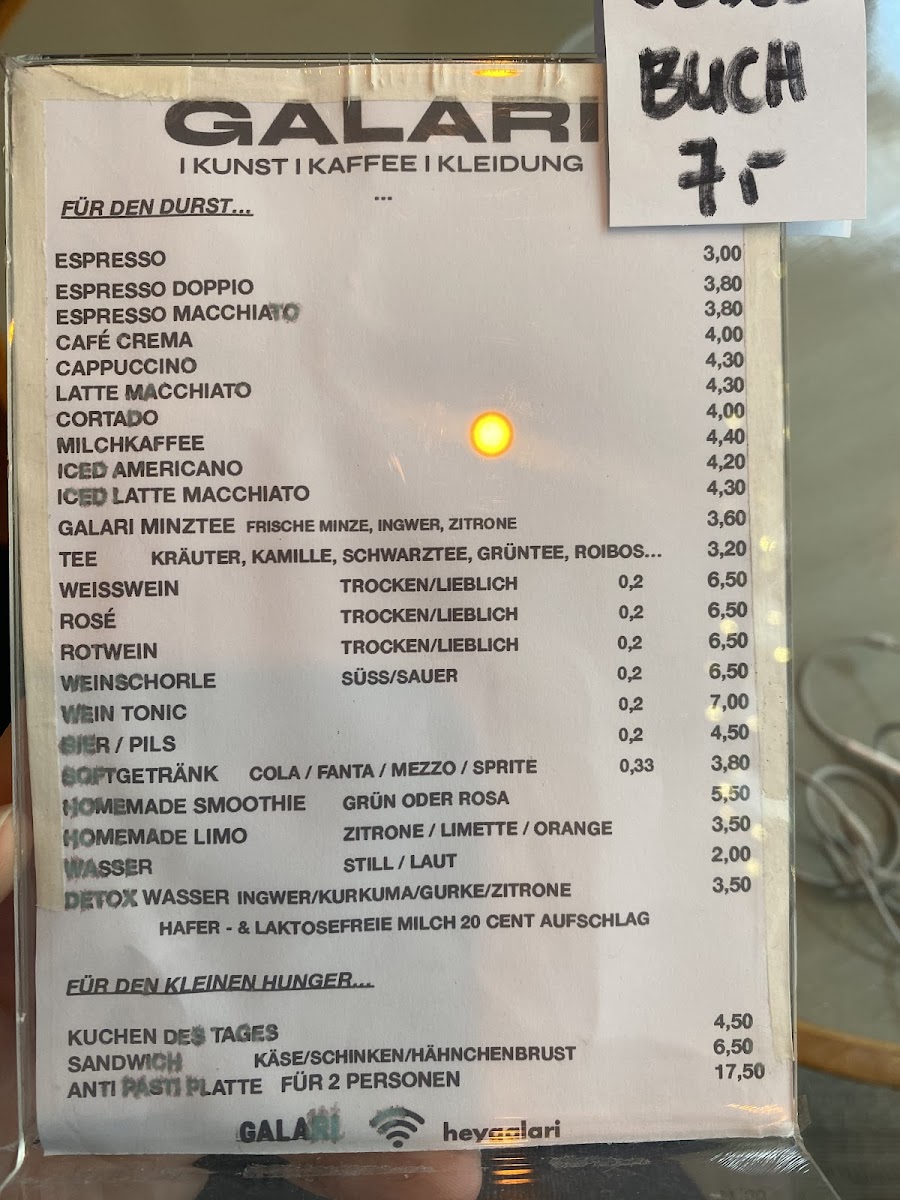 BUCH
7,-
GALARI
| KUNST | KAFFEE | KLEIDUNG
...
FÜR DEN DURST...
ESPRESSO 3,00
ESPRESSO DOPPIO 3,80
ESPRESSO MACCHIATO 3,80
CAFÉ CREMA 4,00
CAPPUCCINO 4,30
LATTE MACCHIATO 4,30
CORTADO 4,00
MILCHKAFFEE 4,40
ICED AMERICANO 4,20
ICED LATTE MACCHIATO 4,30
GALARI MINZTEE FRISCHE MINZE, INGWER, ZITRONE 3,60
TEE KRÄUTER, KAMILLE, SCHWARZTEE, GRÜNTEE, ROIBOS... 3,20
WEISSWEIN TROCKEN/LIEBLICH 0,2 6,50
ROSÉ TROCKEN/LIEBLICH 0,2 6,50
ROTWEIN TROCKEN/LIEBLICH 0,2 6,50
WEINSCHORLE SÜSS/SAUER 0,2 6,50
WEIN TONIC 0,2 7,00
BIER / PILS 0,2 4,50
SOFTGETRÄNK COLA / FANTA / MEZZO / SPRITE 0,33 3,80
HOMEMADE SMOOTHIE GRÜN ODER ROSA 5,50
HOMEMADE LIMO ZITRONE / LIMETTE / ORANGE 3,50
WASSER STILL / LAUT 2,00
DETOX WASSER INGWER/KURKUMA/GURKE/ZITRONE 3,50
HAFER - & LAKTOSEFREIE MILCH 20 CENT AUFSCHLAG
FÜR DEN KLEINEN HUNGER...
KUCHEN DES TAGES 4,50
SANDWICH KÄSE/SCHINKEN/HÄHNCHENBRUST 6,50
ANTI PASTI PLATTE FÜR 2 PERSONEN 17,50
GALARI heygalari